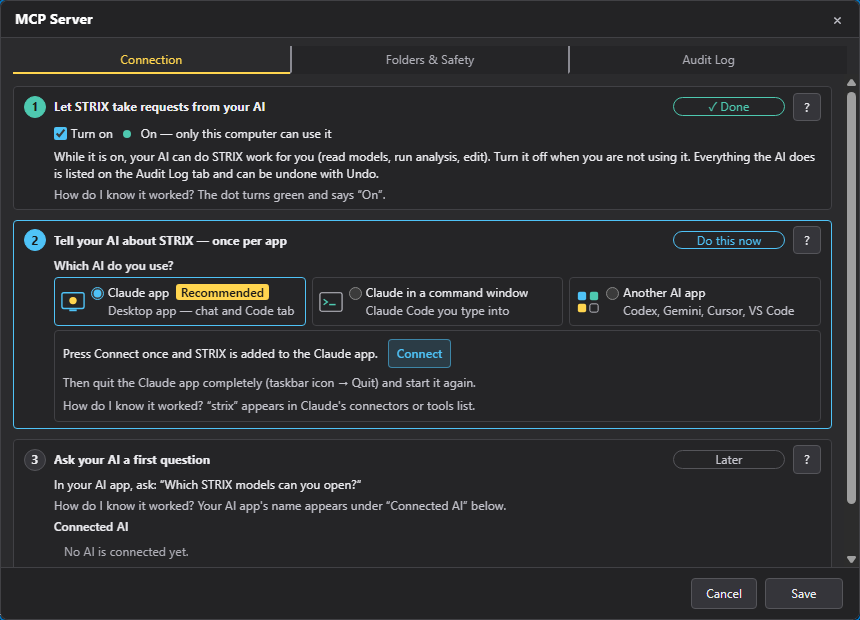 MCP Server
×
Connection
Folders & Safety
Audit Log
1 Let STRIX take requests from your AI
✓ Done
?
Turn on
On — only this computer can use it
While it is on, your AI can do STRIX work for you (read models, run analysis, edit). Turn it off when you are not using it. Everything the AI does
is listed on the Audit Log tab and can be undone with Undo.
How do I know it worked? The dot turns green and says “On”.
2 Tell your AI about STRIX — once per app
Do this now
?
Which AI do you use?
Claude app Recommended
Desktop app — chat and Code tab
Claude in a command window
Claude Code you type into
Another AI app
Codex, Gemini, Cursor, VS Code
Press Connect once and STRIX is added to the Claude app.
Connect
Then quit the Claude app completely (taskbar icon → Quit) and start it again.
How do I know it worked? “strix” appears in Claude's connectors or tools list.
3 Ask your AI a first question
Later
?
In your AI app, ask: “Which STRIX models can you open?”
How do I know it worked? Your AI app's name appears under “Connected AI” below.
Connected AI
No AI is connected yet.
Cancel
Save